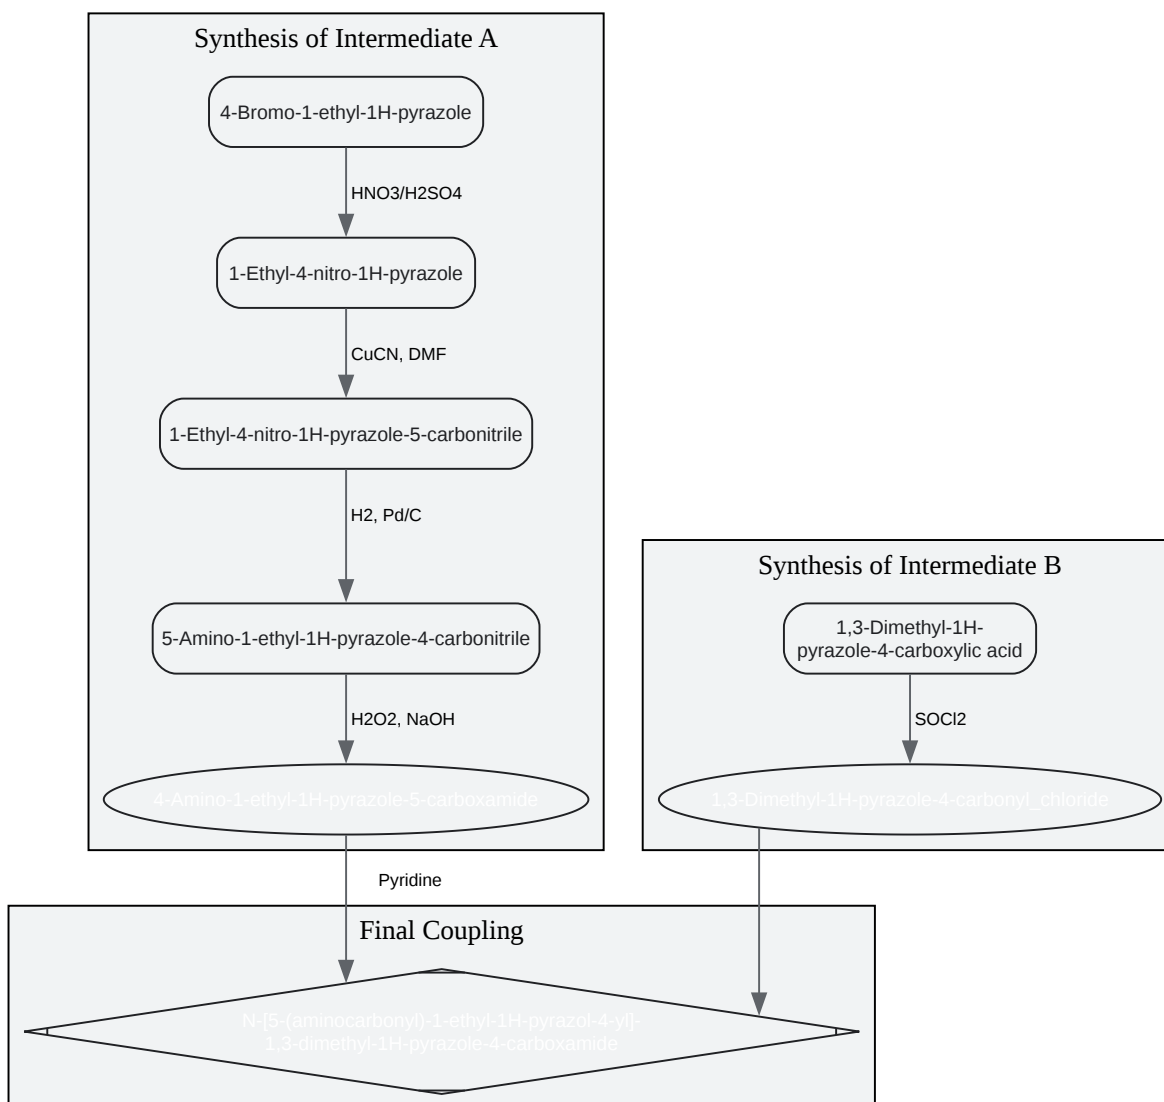 Synthesis of Intermediate A
4-Bromo-1-ethyl-1H-pyrazole
HNO3/H2SO4
1-Ethyl-4-nitro-1H-pyrazole
CuCN, DMF
1-Ethyl-4-nitro-1H-pyrazole-5-carbonitrile
H2, Pd/C
5-Amino-1-ethyl-1H-pyrazole-4-carbonitrile
H2O2, NaOH
4-Amino-1-ethyl-1H-pyrazole-5-carboxamide
Synthesis of Intermediate B
1,3-Dimethyl-1H-
pyrazole-4-carboxylic acid
SOCl2
1,3-Dimethyl-1H-pyrazole-4-carbonyl_chloride
Pyridine
Final Coupling
N-[5-(aminocarbonyl)-1-ethyl-1H-pyrazol-4-yl]-
1,3-dimethyl-1H-pyrazole-4-carboxamide